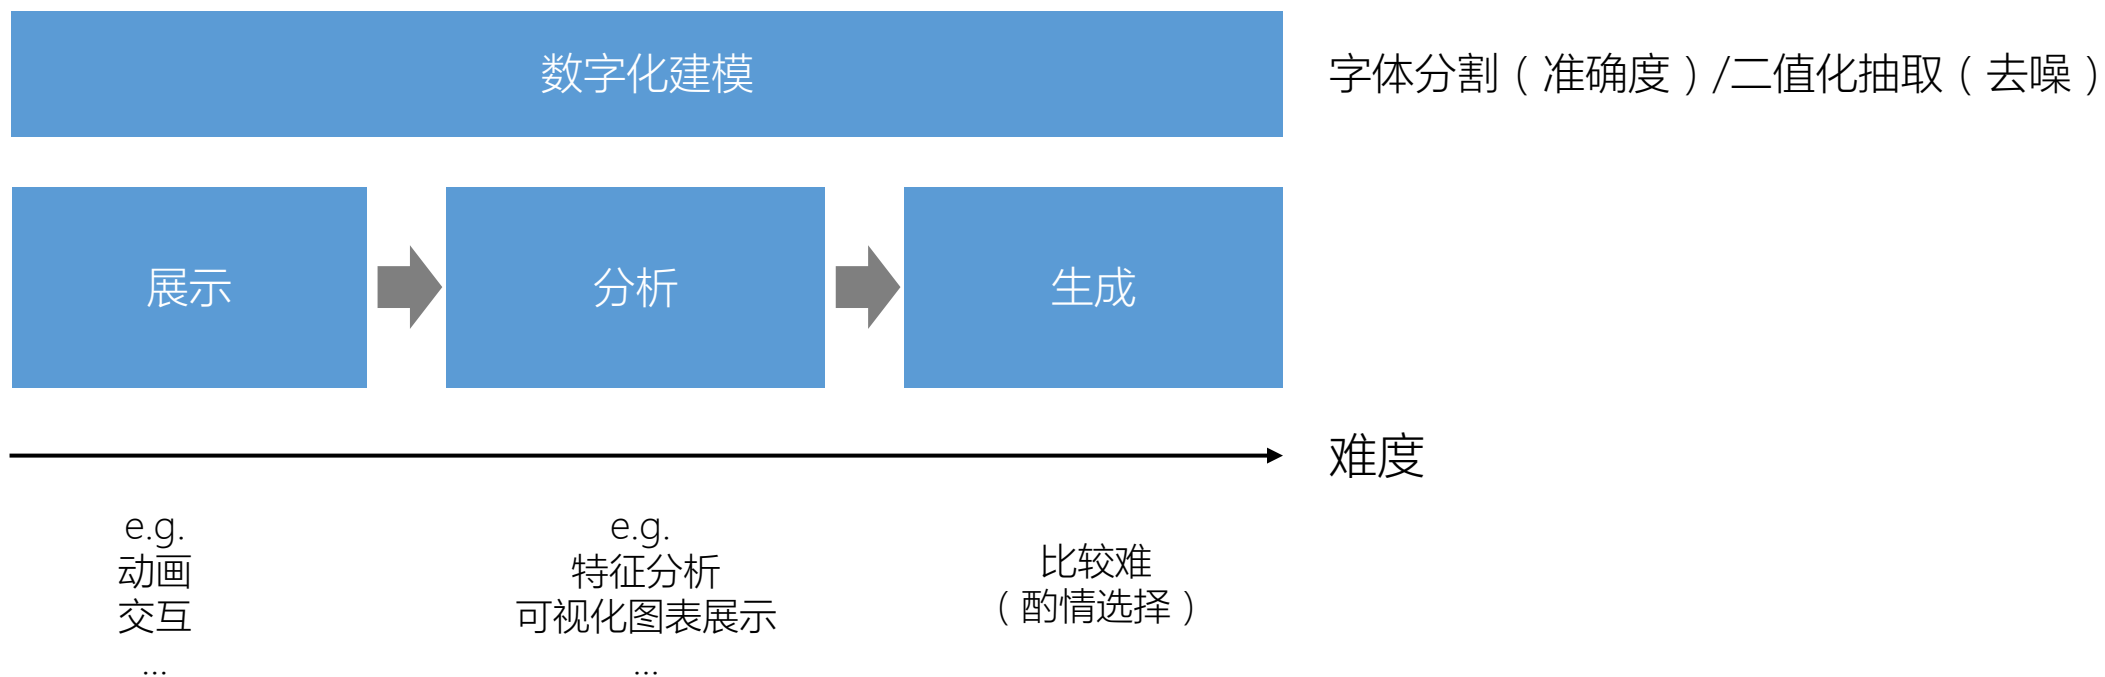 数字化建模
字体分割（准确度）/二值化抽取（去噪）
展示
分析
生成
难度
e.g.
动画
交互
...
e.g.
特征分析
可视化图表展示
...
比较难
（酌情选择）